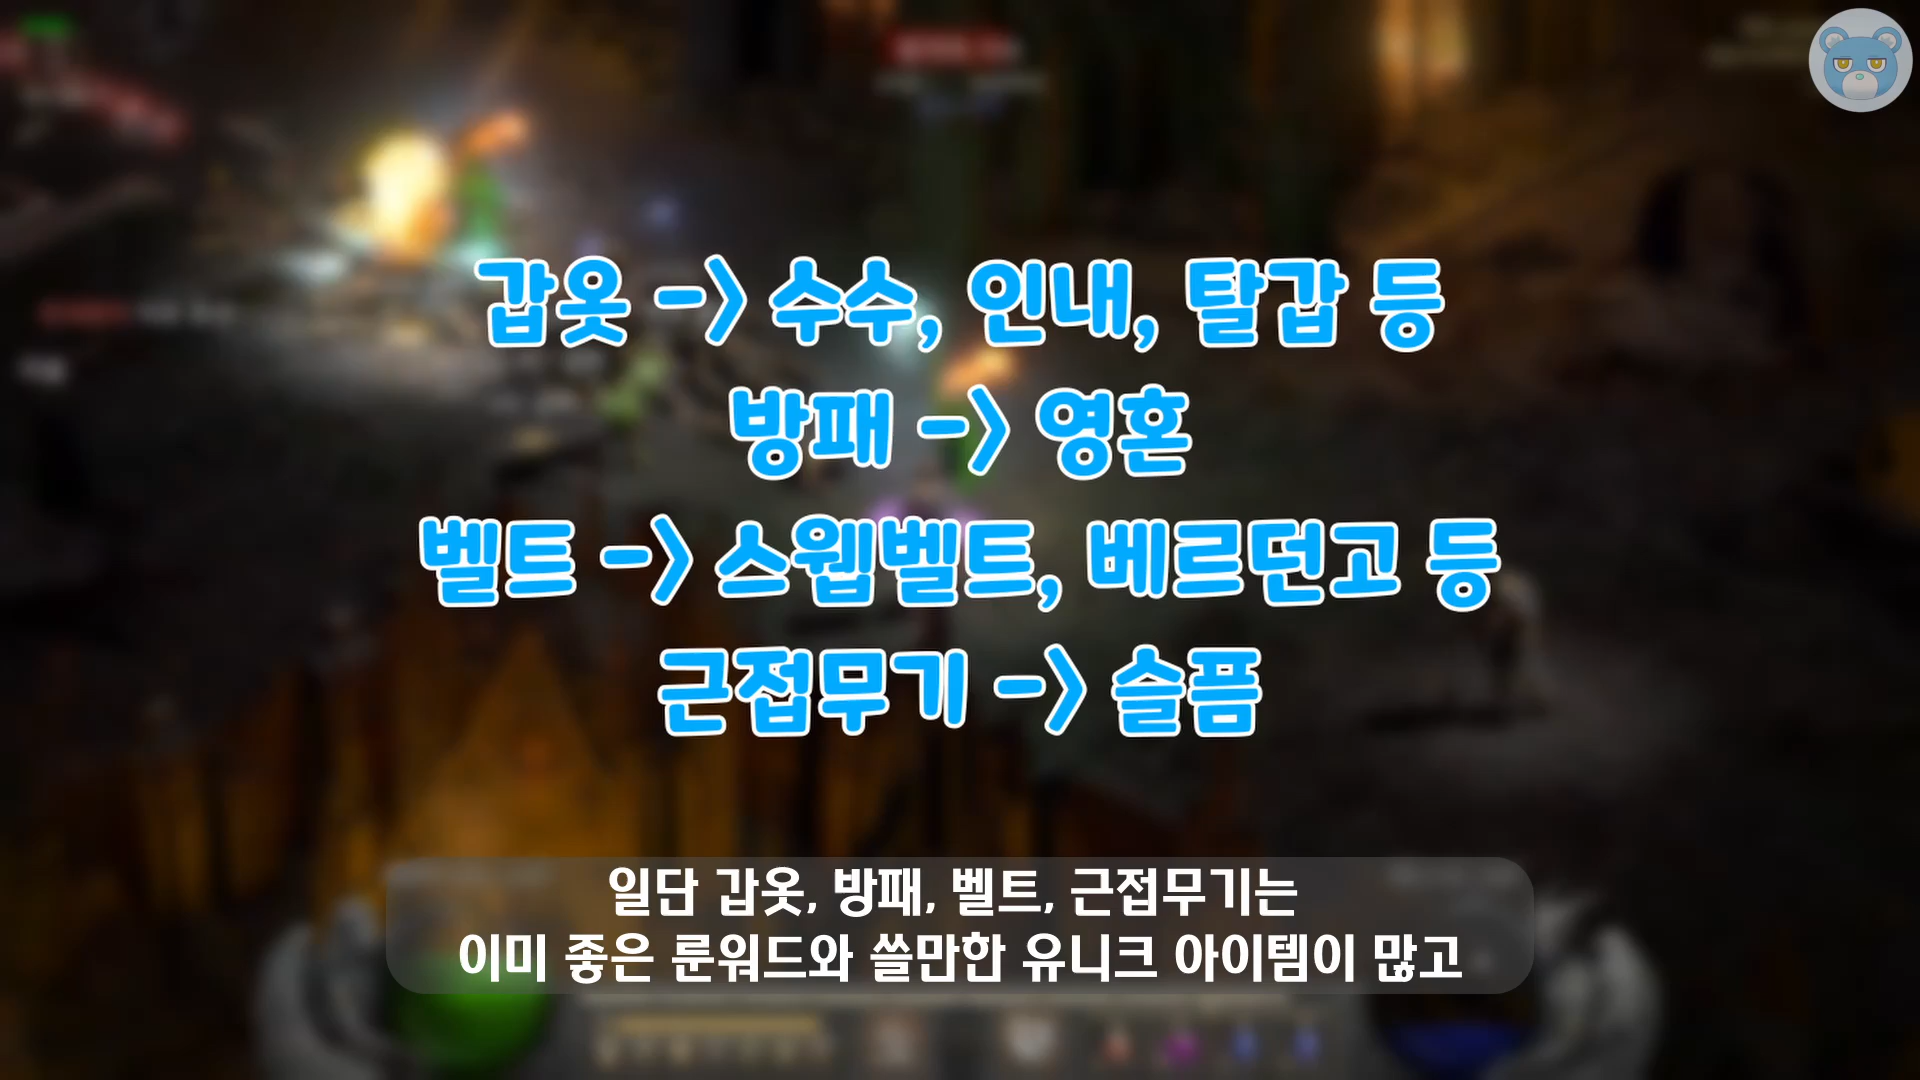 갑옷 -> 수수, 인내, 탈갑 등
방패 -> 영혼
벨트 -> 스웹벨트, 베르던고 등
근접무기 -> 슬픔
일단 갑옷, 방패, 벨트, 근접무기는
이미 좋은 룬워드와 쓸만한 유니크 아이템이 많고